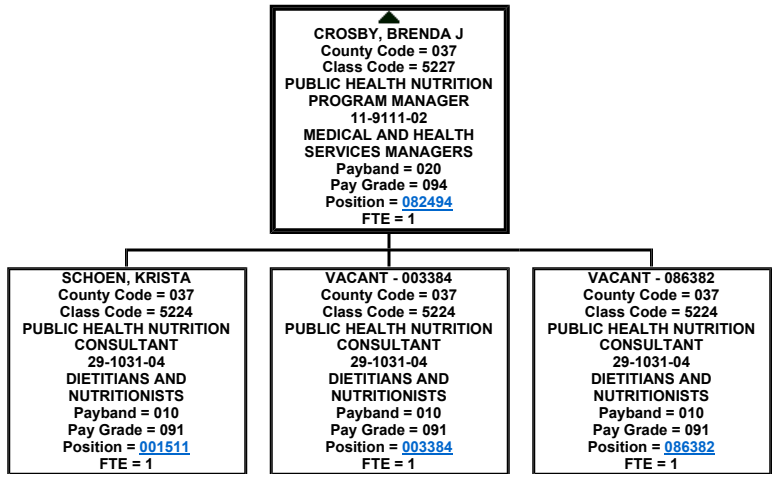 CROSBY, BRENDA J
County Code = 037
Class Code = 5227
PUBLIC HEALTH NUTRITION
PROGRAM MANAGER
11-9111-02
MEDICAL AND HEALTH
SERVICES MANAGERS
Payband = 020
Pay Grade = 094
Position = 082494
FTE = 1
SCHOEN, KRISTA
County Code = 037
Class Code = 5224
PUBLIC HEALTH NUTRITION
CONSULTANT
29-1031-04
DIETITIANS AND
NUTRITIONISTS
Payband = 010
Pay Grade = 091
Position = 001511
FTE = 1
VACANT - 003384
County Code = 037
Class Code = 5224
PUBLIC HEALTH NUTRITION
CONSULTANT
29-1031-04
DIETITIANS AND
NUTRITIONISTS
Payband = 010
Pay Grade = 091
Position = 003384
FTE = 1
VACANT - 086382
County Code = 037
Class Code = 5224
PUBLIC HEALTH NUTRITION
CONSULTANT
29-1031-04
DIETITIANS AND
NUTRITIONISTS
Payband = 010
Pay Grade = 091
Position = 086382
FTE = 1